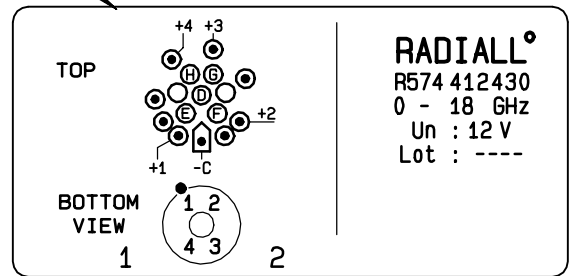 +4 +3
TOP
H G
D
E F
+2
+1 -C
BOTTOM
VIEW
1 2
4 3
1 2
RADIALL°
R574 412430
0 - 18 GHz
Un : 12 V
Lot : ----